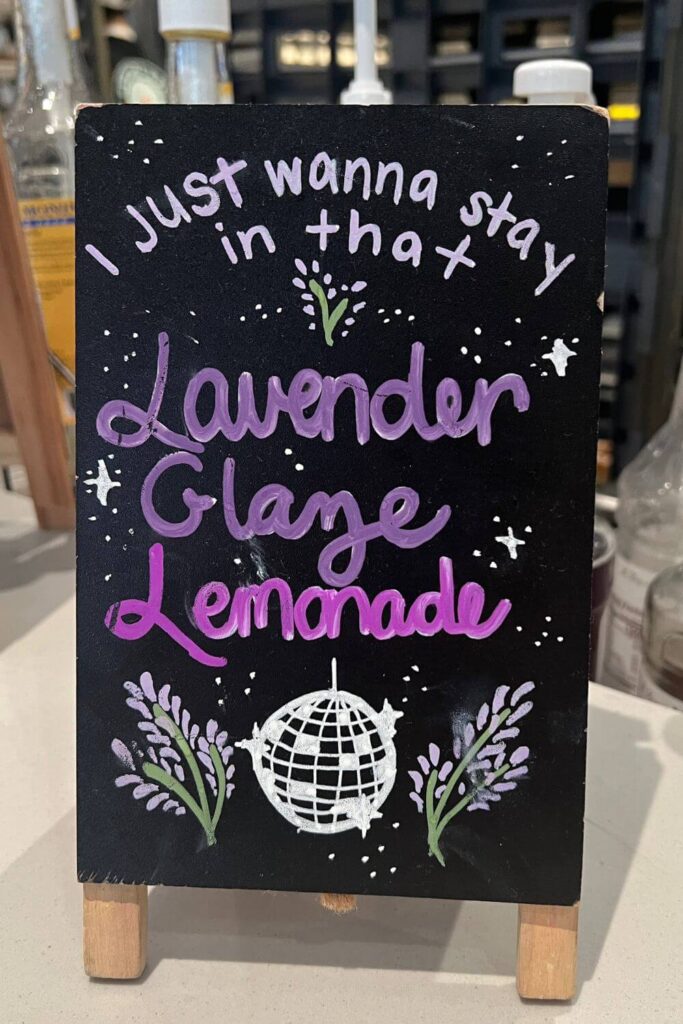 I just wanna stay
in that
Lavender
Glaze
Lemonade